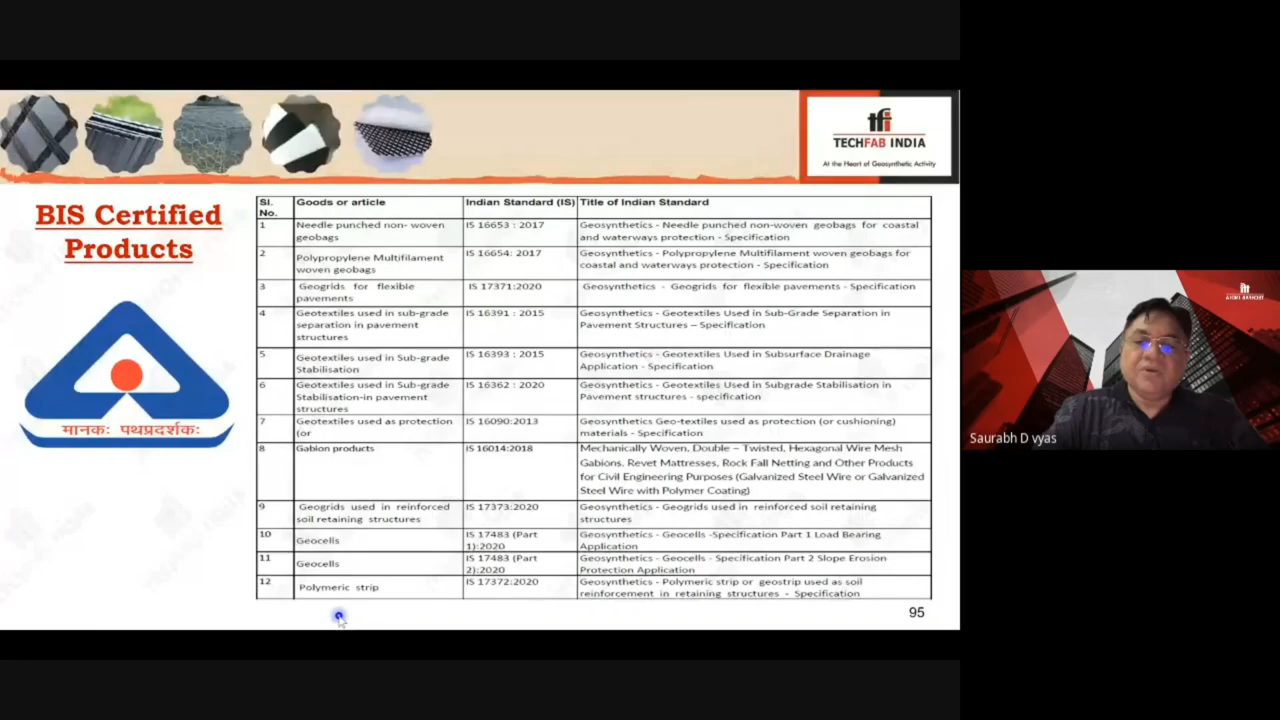 tfi
TECHFAB INDIA
At the Heart of Geosynthetic Activity
BIS Certified
Products
मानकः पथप्रदर्शकः
Sl. No. Goods or article Indian Standard (IS) Title of Indian Standard
1 Needle punched non- woven geobags IS 16653 : 2017 Geosynthetics - Needle punched non-woven geobags for coastal and waterways protection - Specification
2 Polypropylene Multifilament woven geobags IS 16654: 2017 Geosynthetics - Polypropylene Multifilament woven geobags for coastal and waterways protection - Specification
3 Geogrids for flexible pavements IS 17371:2020 Geosynthetics - Geogrids for flexible pavements - Specification
4 Geotextiles used in sub-grade separation in pavement structures IS 16391 : 2015 Geosynthetics - Geotextiles Used in Sub-Grade Separation in Pavement Structures – Specification
5 Geotextiles used in Sub-grade Stabilisation IS 16393 : 2015 Geosynthetics - Geotextiles Used in Subsurface Drainage Application - Specification
6 Geotextiles used in Sub-grade Stabilisation-in pavement structures IS 16362 : 2020 Geosynthetics - Geotextiles Used in Subgrade Stabilisation in Pavement structures - specification
7 Geotextiles used as protection (or IS 16090:2013 Geosynthetics Geo-textiles used as protection (or cushioning) materials - Specification
8 Gabion products IS 16014:2018 Mechanically Woven, Double – Twisted, Hexagonal Wire Mesh Gabions, Revet Mattresses, Rock Fall Netting and Other Products for Civil Engineering Purposes (Galvanized Steel Wire or Galvanized Steel Wire with Polymer Coating)
9 Geogrids used in reinforced soil retaining structures IS 17373:2020 Geosynthetics - Geogrids used in reinforced soil retaining structures
10 Geocells IS 17483 (Part 1):2020 Geosynthetics - Geocells -Specification Part 1 Load Bearing Application
11 Geocells IS 17483 (Part 2):2020 Geosynthetics - Geocells - Specification Part 2 Slope Erosion Protection Application
12 Polymeric strip IS 17372:2020 Geosynthetics - Polymeric strip or geostrip used as soil reinforcement in retaining structures - Specification
95
Saurabh D vyas